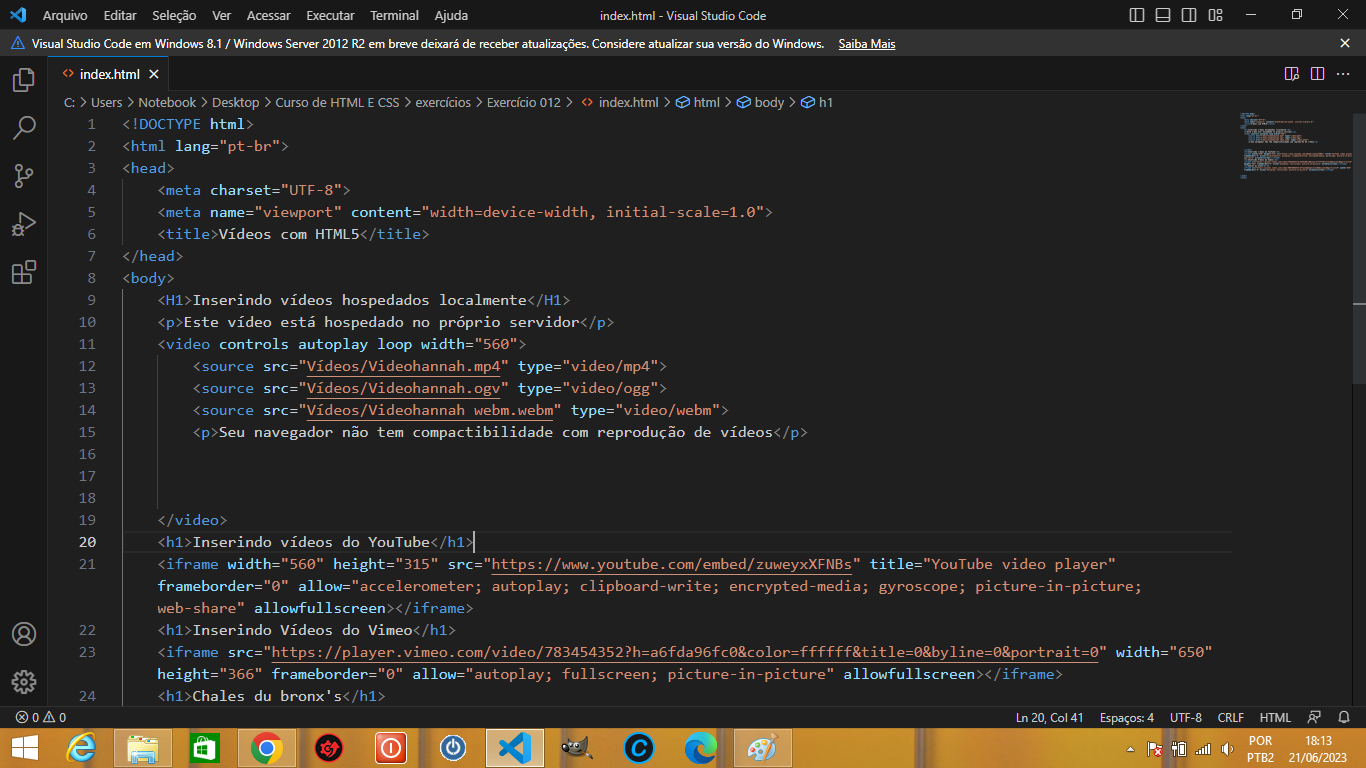 Arquivo Editar Seleção Ver Acessar Executar Terminal Ajuda index.html - Visual Studio Code
Visual Studio Code em Windows 8.1 / Windows Server 2012 R2 em breve deixará de receber atualizações. Considere atualizar sua versão do Windows. Saiba Mais
index.html
C: > Users > Notebook > Desktop > Curso de HTML E CSS > exercícios > Exercício 012 > index.html > html > body > h1
1 <!DOCTYPE html>
2 <html lang="pt-br">
3 <head>
4 <meta charset="UTF-8">
5 <meta name="viewport" content="width=device-width, initial-scale=1.0">
6 <title>Vídeos com HTML5</title>
7 </head>
8 <body>
9 <H1>Inserindo vídeos hospedados localmente</H1>
10 <p>Este vídeo está hospedado no próprio servidor</p>
11 <video controls autoplay loop width="560">
12 <source src="Vídeos/Videohannah.mp4" type="video/mp4">
13 <source src="Vídeos/Videohannah.ogv" type="video/ogg">
14 <source src="Vídeos/Videohannah webm.webm" type="video/webm">
15 <p>Seu navegador não tem compactibilidade com reprodução de vídeos</p>
16
17
18
19 </video>
20 <h1>Inserindo vídeos do YouTube</h1>
21 <iframe width="560" height="315" src="https://www.youtube.com/embed/zuweyxXFNBs" title="YouTube video player"
frameborder="0" allow="accelerometer; autoplay; clipboard-write; encrypted-media; gyroscope; picture-in-picture;
web-share" allowfullscreen></iframe>
22 <h1>Inserindo Vídeos do Vimeo</h1>
23 <iframe src="https://player.vimeo.com/video/783454352?h=a6fda96fc0&color=ffffff&title=0&byline=0&portrait=0" width="650"
height="366" frameborder="0" allow="autoplay; fullscreen; picture-in-picture" allowfullscreen></iframe>
24 <h1>Chales du bronx's</h1>
0 0 Ln 20, Col 41 Espaços: 4 UTF-8 CRLF HTML
POR 18:13
PTB2 21/06/2023